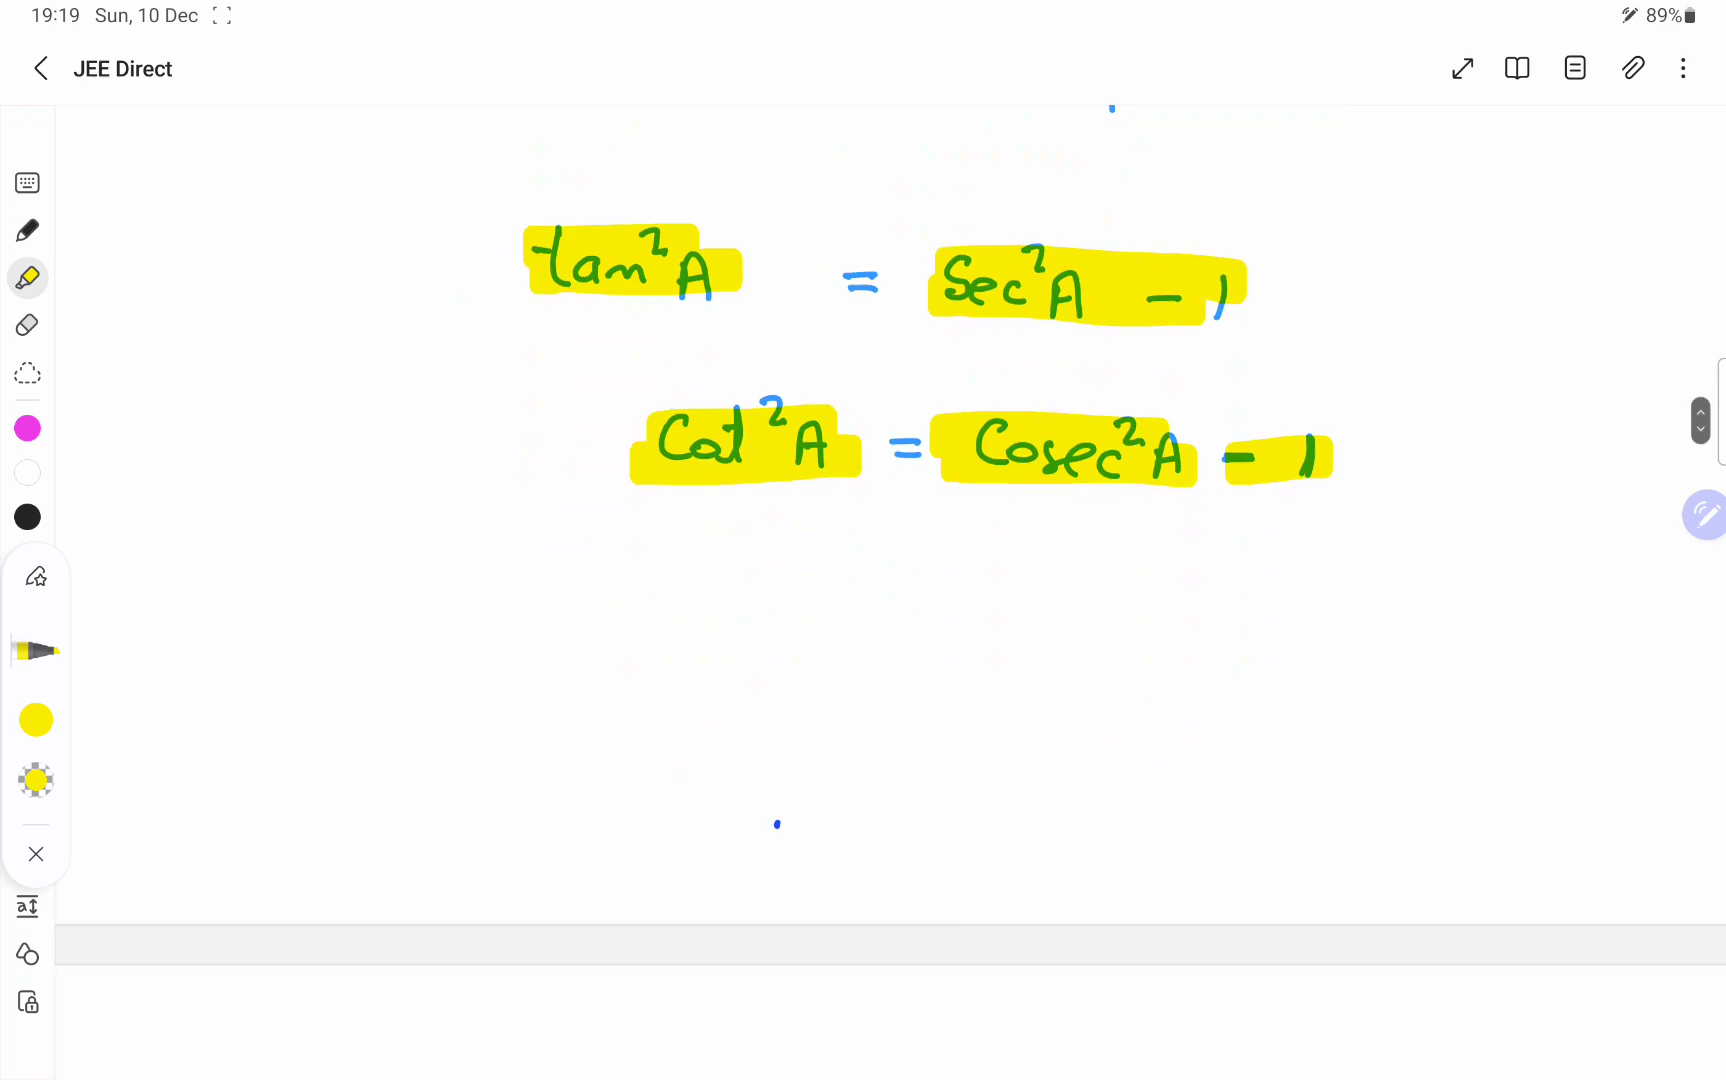 19:19 Sun, 10 Dec 89%
JEE Direct
tan²A = Sec²A - 1
Cot²A = Cosec²A - 1